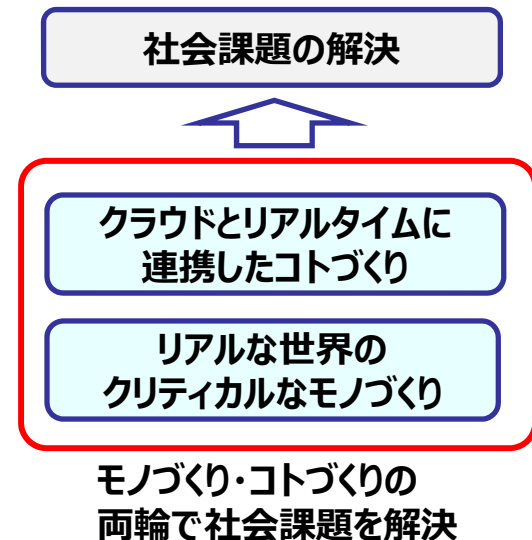 社会課題の解決
クラウドとリアルタイムに
連携したコトづくり
リアルな世界の
クリティカルなモノづくり
モノづくり・コトづくりの
両輪で社会課題を解決